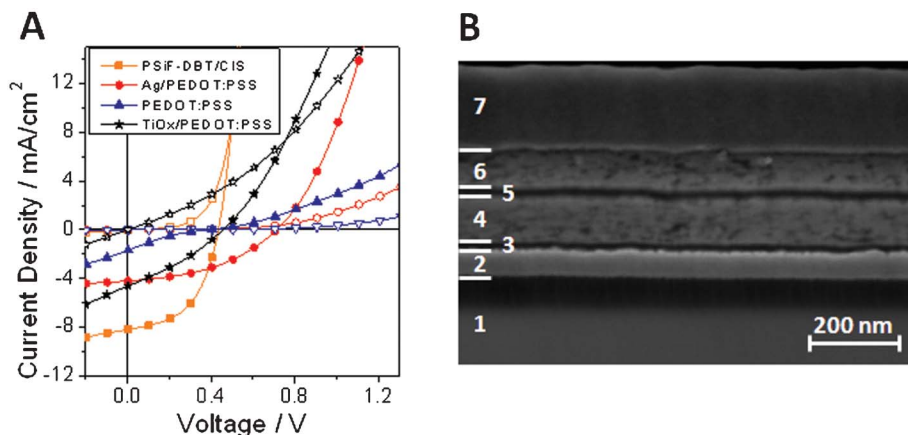 A
PSiF-DBT/CIS
Ag/PEDOT:PSS
PEDOT:PSS
TiOx/PEDOT:PSS
12
8
4
0
-4
-8
-12
0.0 0.4 0.8 1.2
Current Density / mA/cm²
Voltage / V
B
7
6
5
4
3
2
1
200 nm